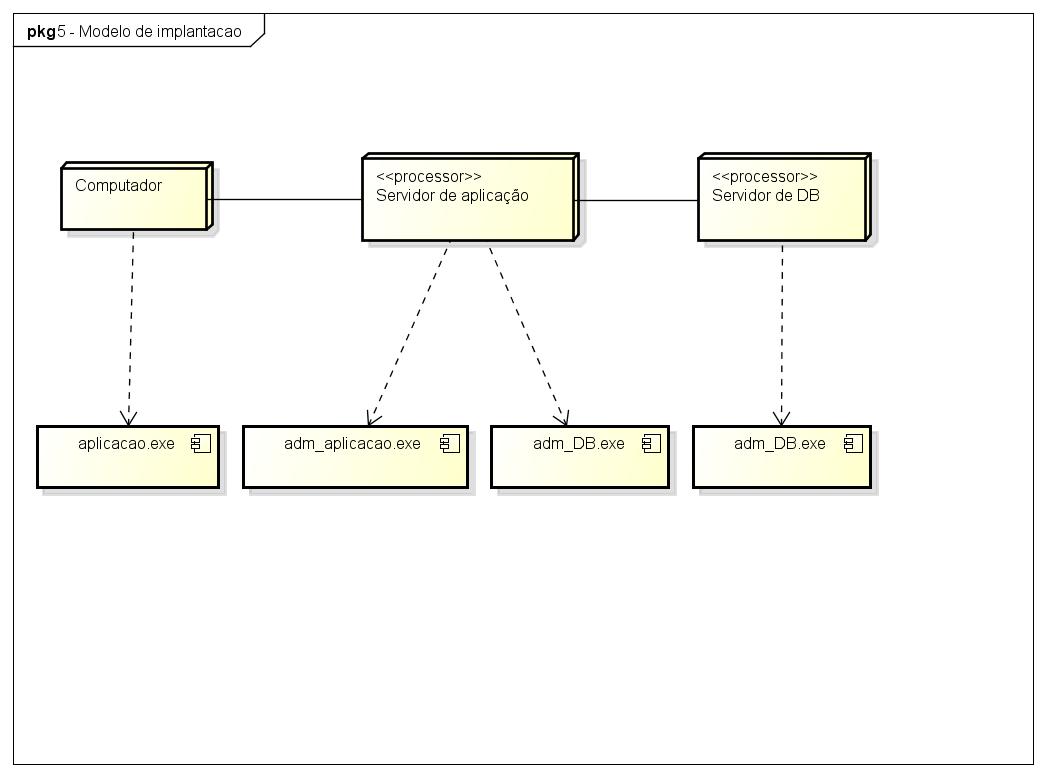 pkg5 - Modelo de implantacao
Computador
<<processor>>
Servidor de aplicação
<<processor>>
Servidor de DB
aplicacao.exe
adm_aplicacao.exe
adm_DB.exe
adm_DB.exe